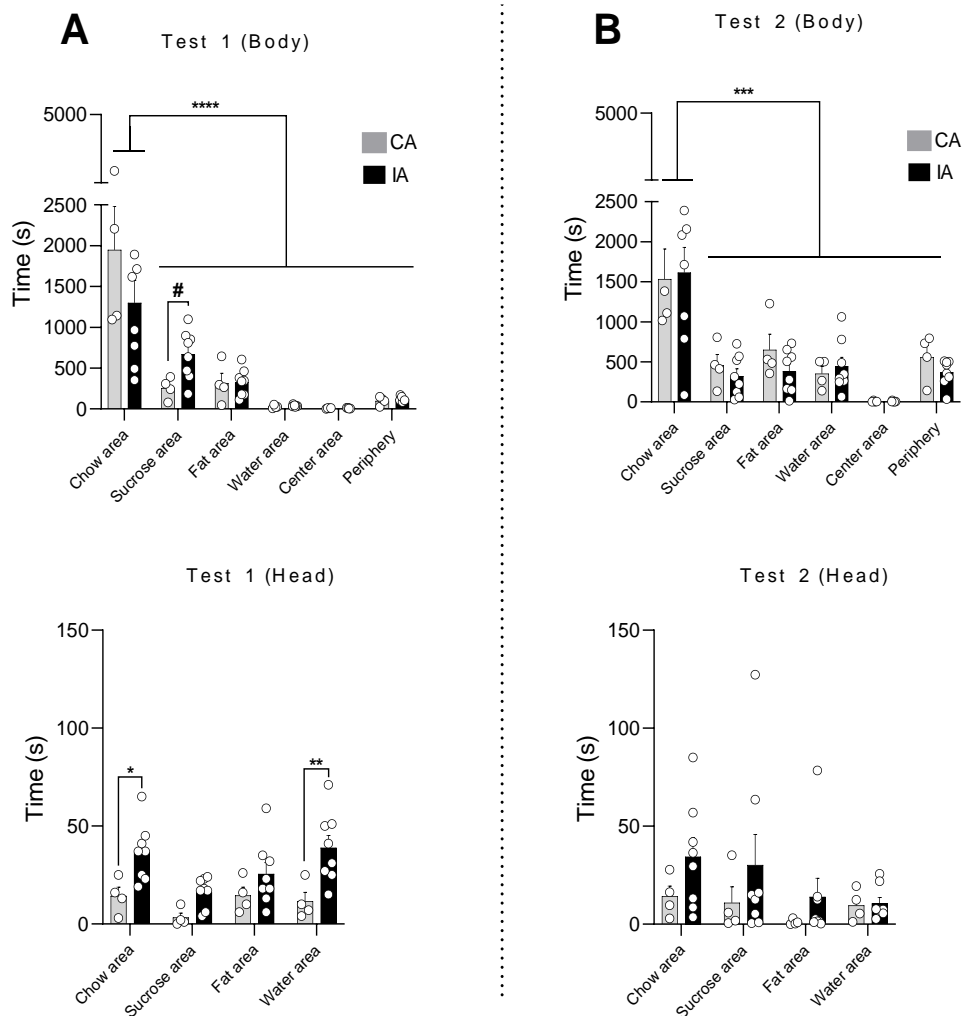 A
Test 1 (Body)
****
5000
CA
IA
2500
2000
1500
1000
500
0
Time (s)
#
Chow area
Sucrose area
Fat area
Water area
Center area
Periphery
B
Test 2 (Body)
***
5000
CA
IA
2500
2000
1500
1000
500
0
Time (s)
Chow area
Sucrose area
Fat area
Water area
Center area
Periphery
Test 1 (Head)
150
100
50
0
Time (s)
*
**
Chow area
Sucrose area
Fat area
Water area
Test 2 (Head)
150
100
50
0
Time (s)
Chow area
Sucrose area
Fat area
Water area